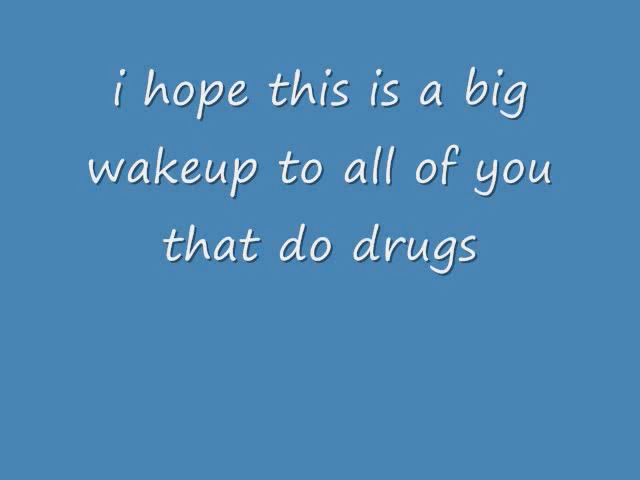 i hope this is a big
wakeup to all of you
that do drugs